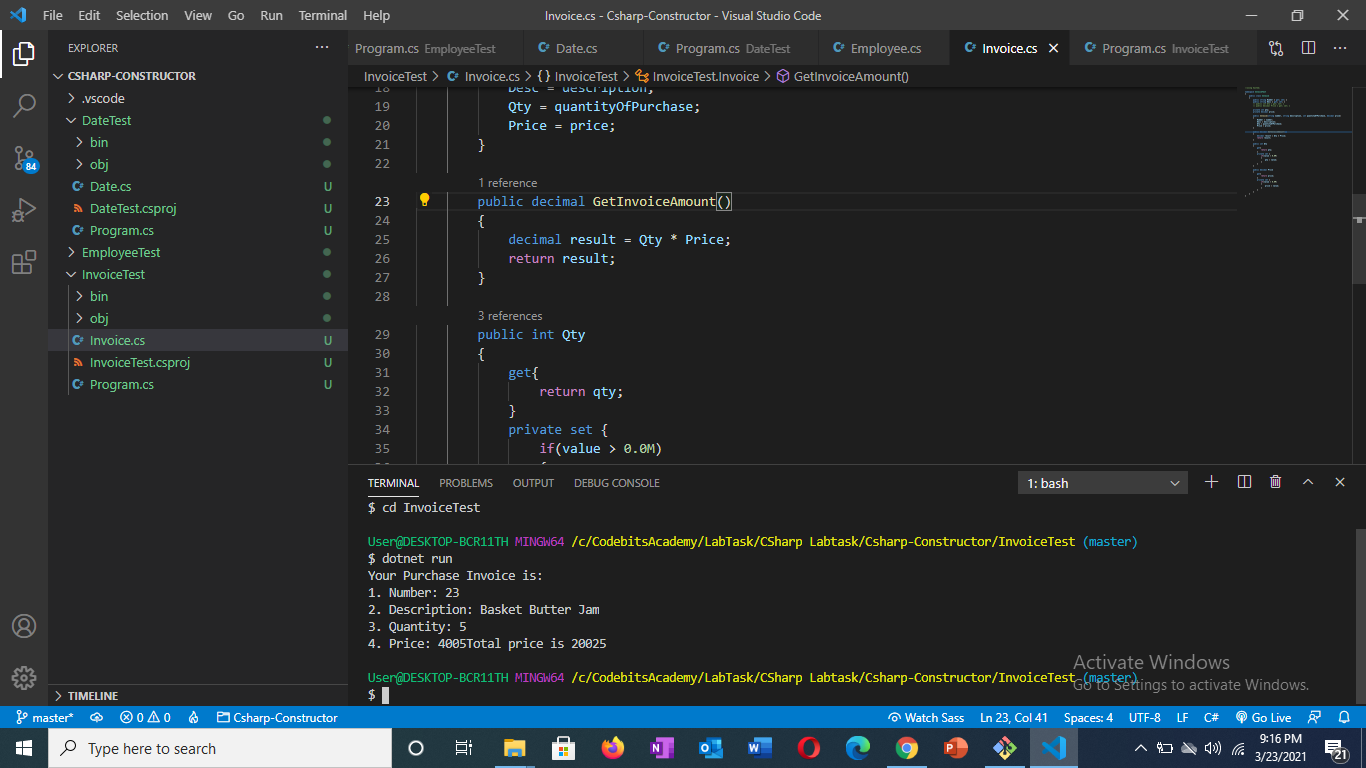 File Edit Selection View Go Run Terminal Help Invoice.cs - Csharp-Constructor - Visual Studio Code
EXPLORER
CSHARP-CONSTRUCTOR
.vscode
DateTest
bin
obj
Date.cs U
DateTest.csproj U
Program.cs U
EmployeeTest
InvoiceTest
bin
obj
Invoice.cs U
InvoiceTest.csproj U
Program.cs U
TIMELINE
84
Program.cs EmployeeTest Date.cs Program.cs DateTest Employee.cs Invoice.cs Program.cs InvoiceTest
InvoiceTest > Invoice.cs > {} InvoiceTest > InvoiceTest.Invoice > GetInvoiceAmount()
18 Desc = description;
19 Qty = quantityOfPurchase;
20 Price = price;
21 }
22
1 reference
23 public decimal GetInvoiceAmount()
24 {
25 decimal result = Qty * Price;
26 return result;
27 }
28
3 references
29 public int Qty
30 {
31 get{
32 return qty;
33 }
34 private set {
35 if(value > 0.0M)
TERMINAL PROBLEMS OUTPUT DEBUG CONSOLE 1: bash
$ cd InvoiceTest
User@DESKTOP-BCR11TH MINGW64 /c/CodebitsAcademy/LabTask/CSharp Labtask/Csharp-Constructor/InvoiceTest (master)
$ dotnet run
Your Purchase Invoice is:
1. Number: 23
2. Description: Basket Butter Jam
3. Quantity: 5
4. Price: 4005Total price is 20025
User@DESKTOP-BCR11TH MINGW64 /c/CodebitsAcademy/LabTask/CSharp Labtask/Csharp-Constructor/InvoiceTest (master)
$
Activate Windows
Go to Settings to activate Windows.
master* 0 0 Csharp-Constructor Watch Sass Ln 23, Col 41 Spaces: 4 UTF-8 LF C# Go Live
Type here to search
9:16 PM
3/23/2021
21